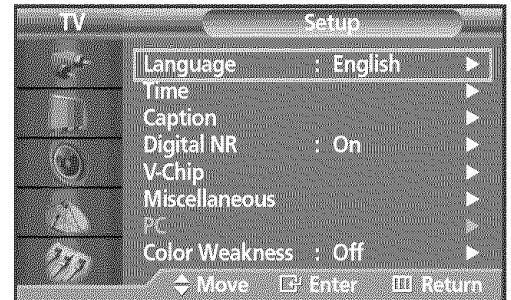 TV Setup
Language : English
Time
Caption
Digital NR : On
V-Chip
Miscellaneous
PC
Color Weakness : Off
Move Enter Return